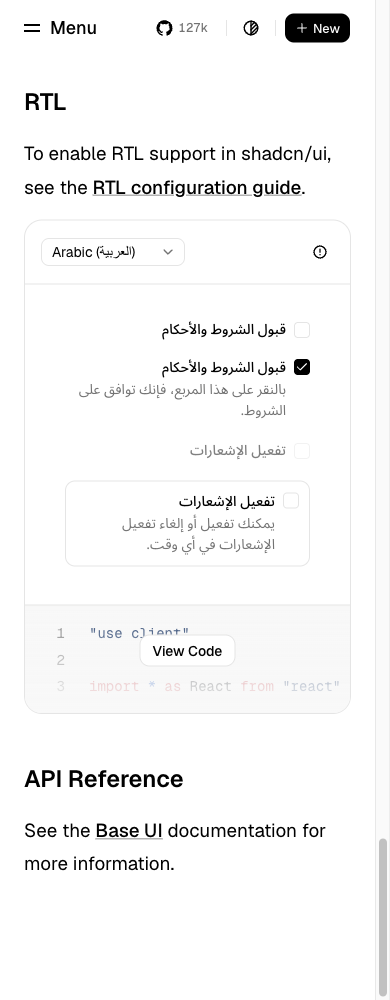 Menu
127k
New
RTL
To enable RTL support in shadcn/ui,
see the RTL configuration guide.
Arabic (العربية)
قبول الشروط والأحكام
قبول الشروط والأحكام
بالنقر على هذا المربع، فإنك توافق على
الشروط.
تفعيل الإشعارات
تفعيل الإشعارات
يمكنك تفعيل أو إلغاء تفعيل
الإشعارات في أي وقت.
1 "use client"
View Code
2
3 import * as React from "react"
API Reference
See the Base UI documentation for
more information.